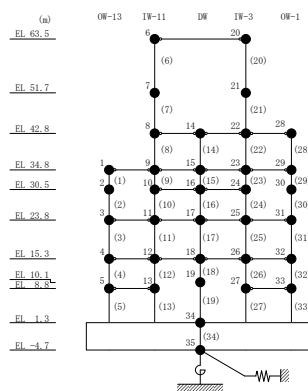 (m) OW-13 IW-11 DW IW-3 OW-1
EL 63.5 6 20
(6) (20)
EL 51.7 7 21
(7) (21)
EL 42.8 8 14 22 28
(8) (14) (22) (28
EL 34.8 1 9 15 23 29
(1) (9) (15) (23) (29
EL 30.5 2 10 16 24 30
(2) (10) (16) (24) (30
EL 23.8 3 11 17 25 31
(3) (11) (17) (25) (31
EL 15.3 4 12 18 26 32
(4) (12) (18) (26) (32
EL 10.1 19
EL 8.8 5 13 27 33
(5) (13) (19) (27) (33
EL 1.3 34
(34)
EL -4.7 35